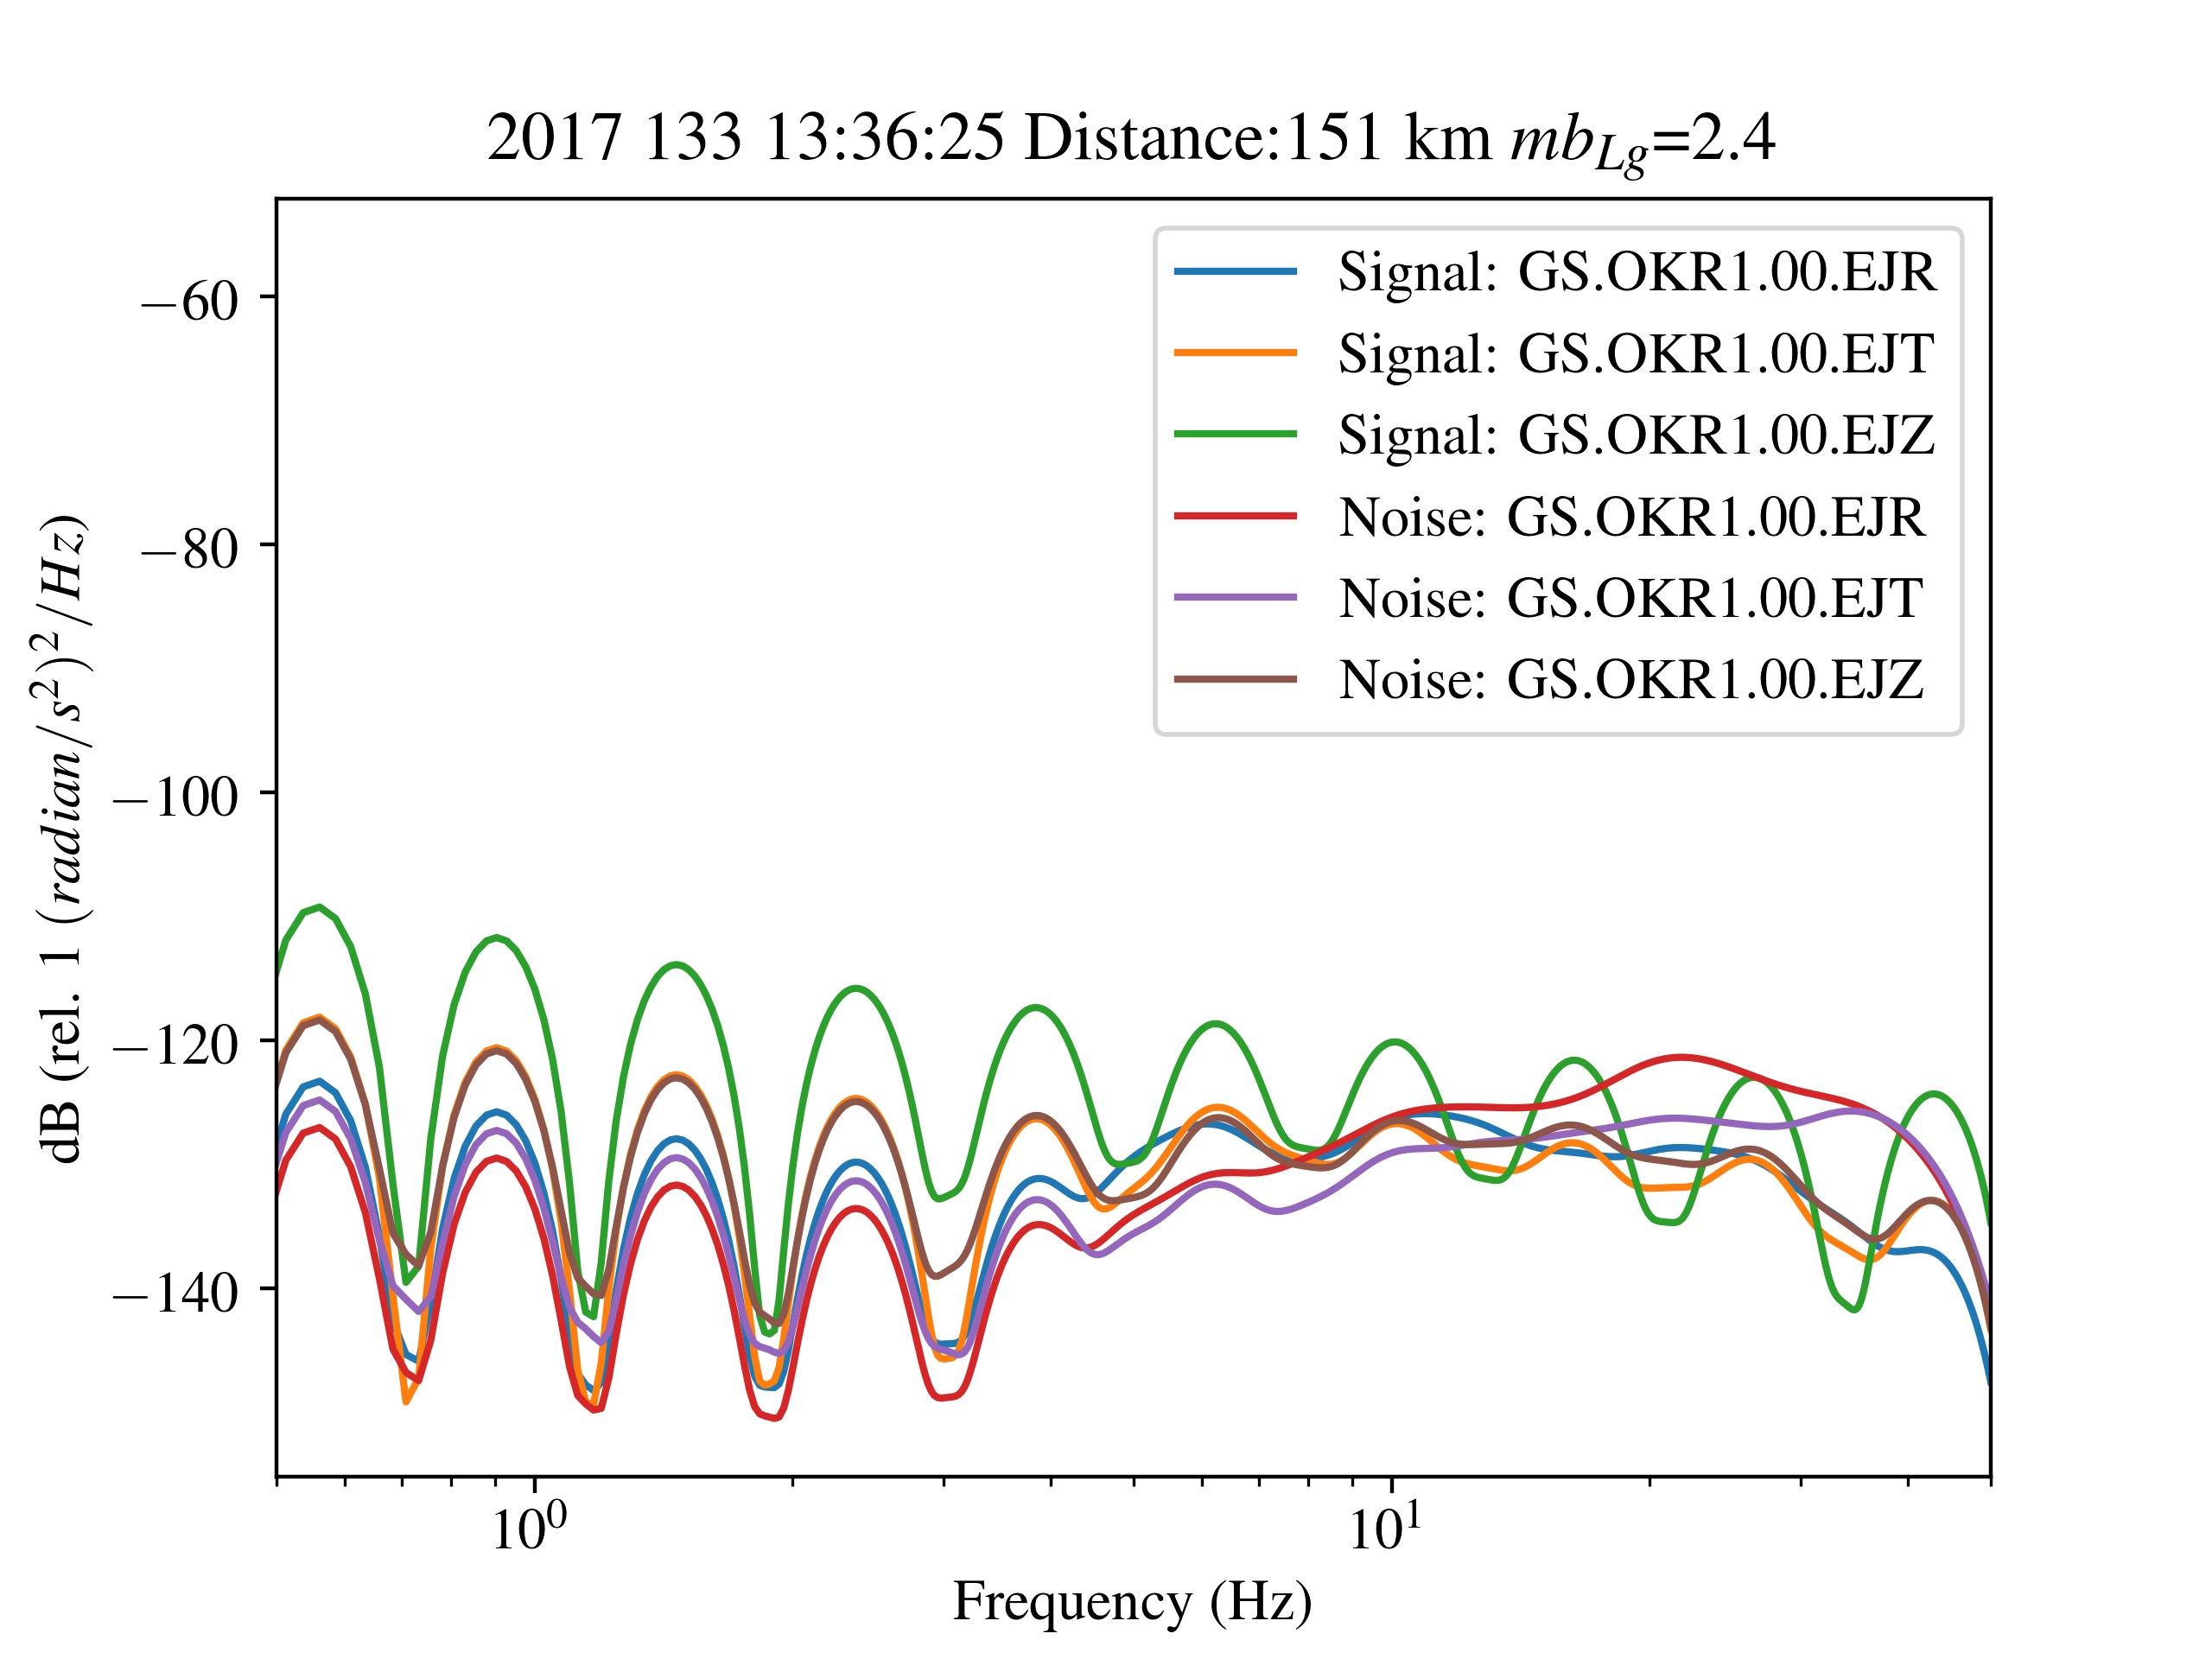 2017 133 13:36:25 Distance:151 km mb_Lg=2.4
Signal: GS.OKR1.00.EJR
Signal: GS.OKR1.00.EJT
Signal: GS.OKR1.00.EJZ
Noise: GS.OKR1.00.EJR
Noise: GS.OKR1.00.EJT
Noise: GS.OKR1.00.EJZ
dB (rel. 1 (radian/s²)²/Hz)
−60
−80
−100
−120
−140
10⁰
10¹
Frequency (Hz)